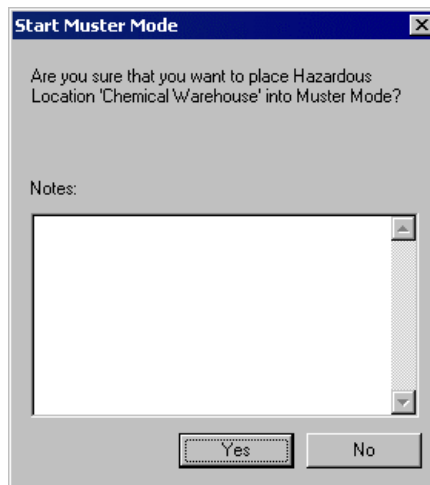 Start Muster Mode
Are you sure that you want to place Hazardous
Location 'Chemical Warehouse' into Muster Mode?
Notes:
Yes
No